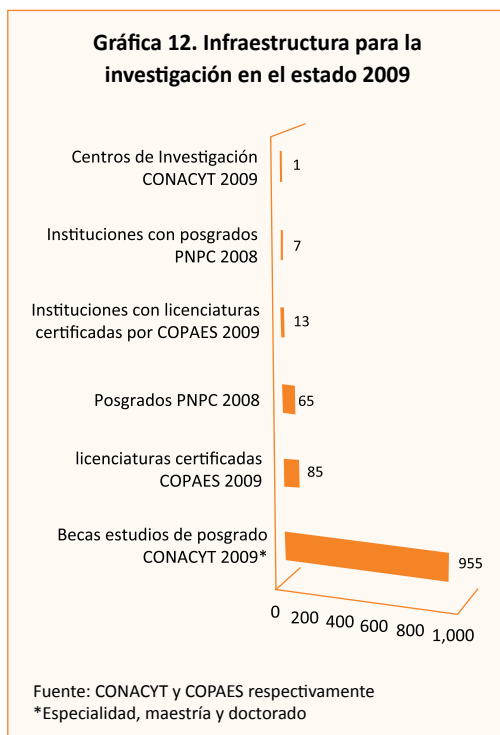 Gráfica 12. Infraestructura para la
investigación en el estado 2009
Centros de Investigación
CONACYT 2009
1
Instituciones con posgrados
PNPC 2008
7
Instituciones con licenciaturas
certificadas por COPAES 2009
13
Posgrados PNPC 2008
65
licenciaturas certificadas
COPAES 2009
85
Becas estudios de posgrado
CONACYT 2009*
955
0 200 400 600 800 1,000
Fuente: CONACYT y COPAES respectivamente
*Especialidad, maestría y doctorado